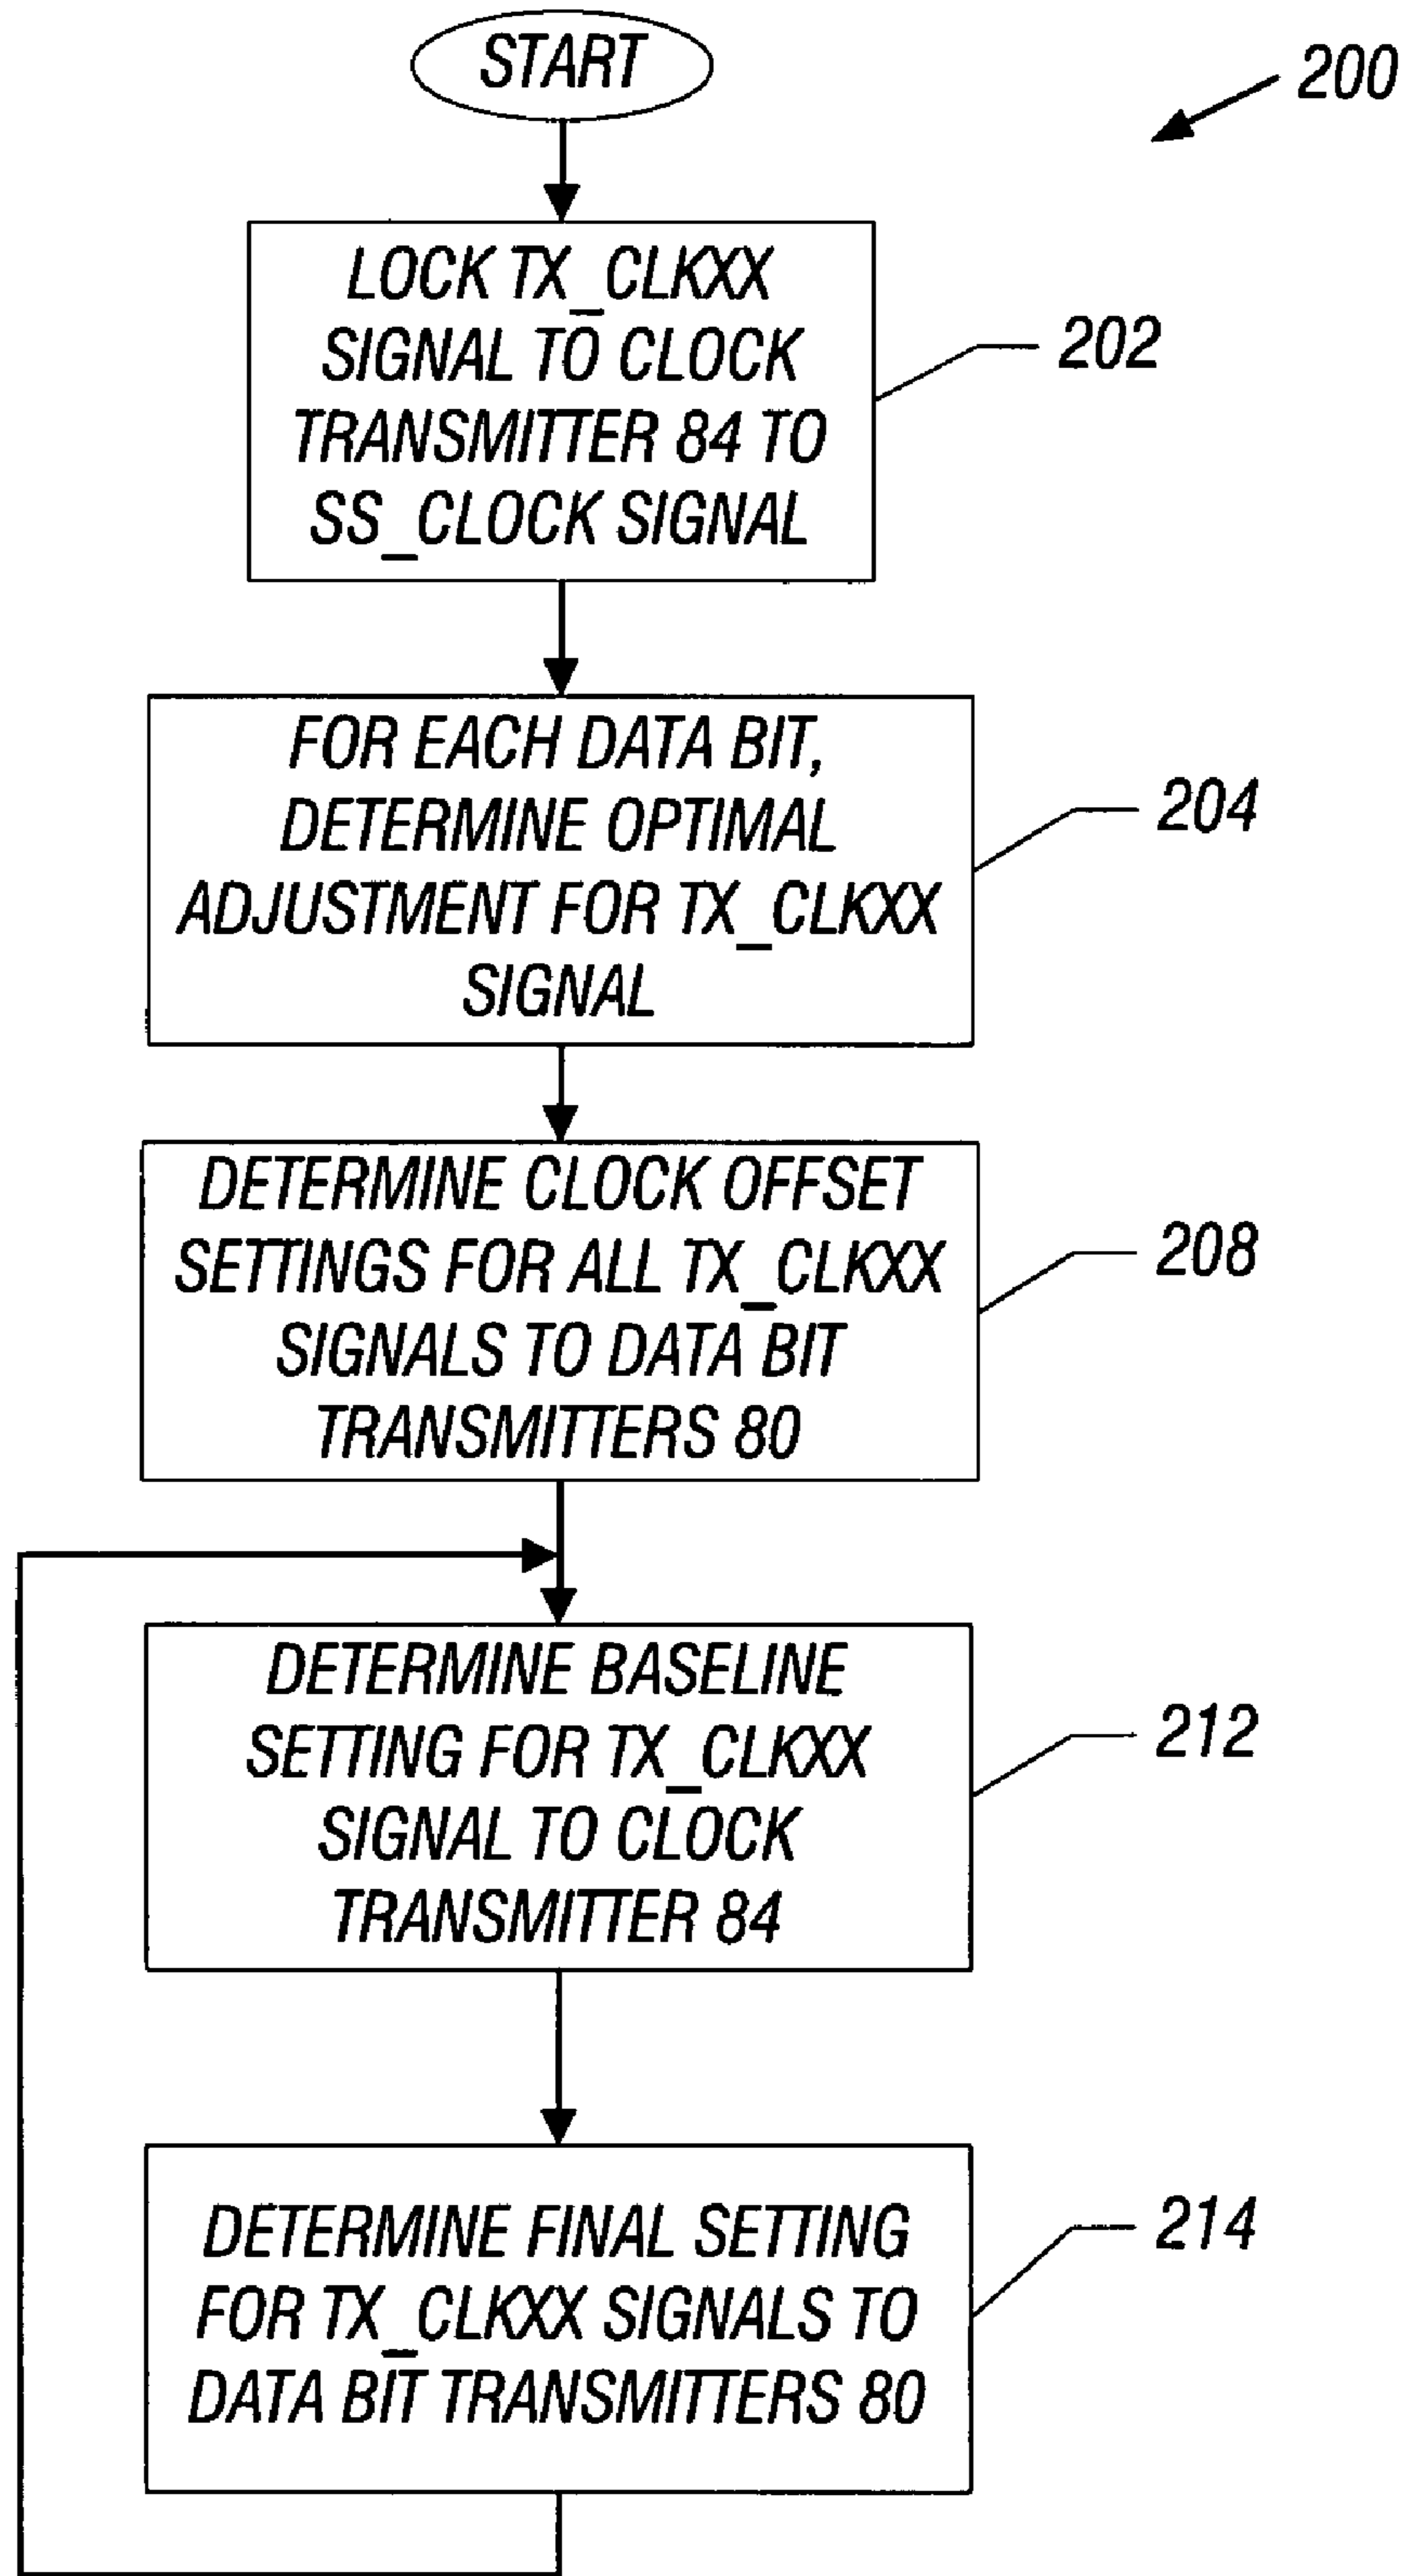 START
200
LOCK TX_CLKXX
SIGNAL TO CLOCK
TRANSMITTER 84 TO
SS_CLOCK SIGNAL
202
FOR EACH DATA BIT,
DETERMINE OPTIMAL
ADJUSTMENT FOR TX_CLKXX
SIGNAL
204
DETERMINE CLOCK OFFSET
SETTINGS FOR ALL TX_CLKXX
SIGNALS TO DATA BIT
TRANSMITTERS 80
208
DETERMINE BASELINE
SETTING FOR TX_CLKXX
SIGNAL TO CLOCK
TRANSMITTER 84
212
DETERMINE FINAL SETTING
FOR TX_CLKXX SIGNALS TO
DATA BIT TRANSMITTERS 80
214